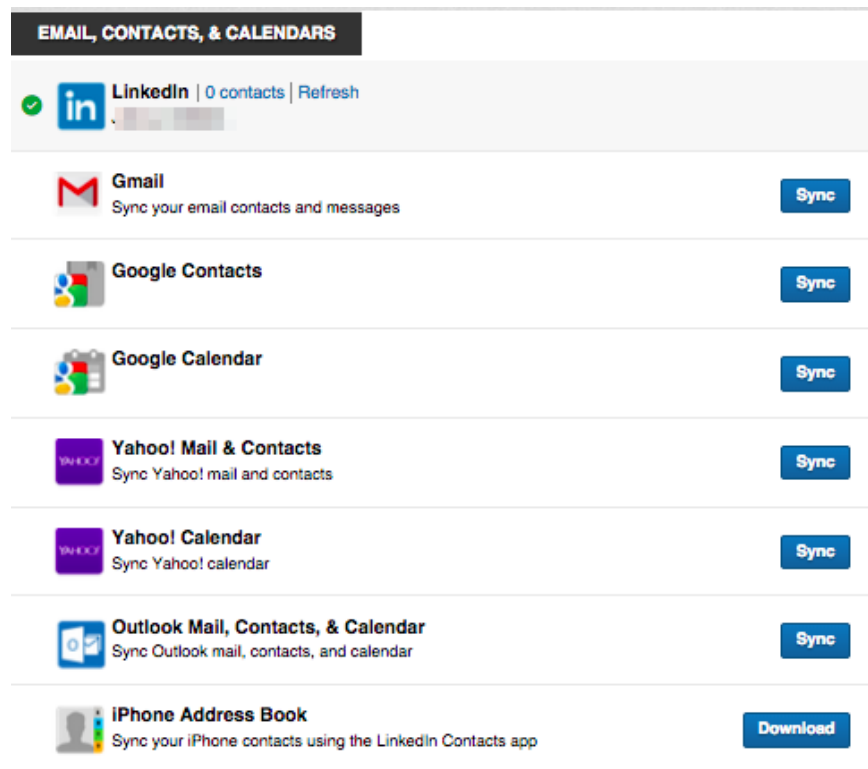 EMAIL, CONTACTS, & CALENDARS
LinkedIn | 0 contacts | Refresh
Gmail
Sync your email contacts and messages
Sync
Google Contacts
Sync
Google Calendar
Sync
YAHOO!
Yahoo! Mail & Contacts
Sync Yahoo! mail and contacts
Sync
YAHOO!
Yahoo! Calendar
Sync Yahoo! calendar
Sync
Outlook Mail, Contacts, & Calendar
Sync Outlook mail, contacts, and calendar
Sync
iPhone Address Book
Sync your iPhone contacts using the LinkedIn Contacts app
Download